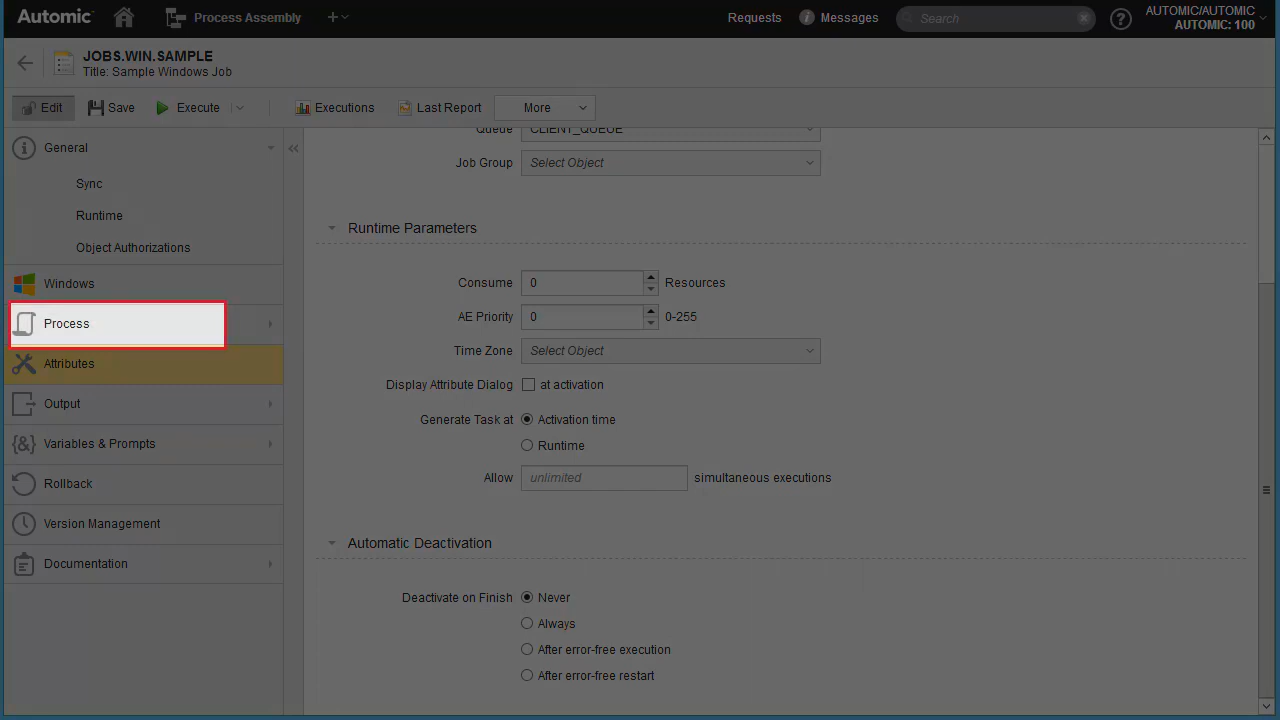 Automic
Process Assembly
Requests
Messages
Search
AUTOMIC/AUTOMIC
AUTOMIC: 100
JOBS.WIN.SAMPLE
Title: Sample Windows Job
Edit
Save
Execute
Executions
Last Report
More
General
Sync
Runtime
Object Authorizations
Windows
Process
Attributes
Output
Variables & Prompts
Rollback
Version Management
Documentation
Queue CLIENT_QUEUE
Job Group Select Object
Runtime Parameters
Consume 0 Resources
AE Priority 0 0-255
Time Zone Select Object
Display Attribute Dialog at activation
Generate Task at Activation time
Runtime
Allow unlimited simultaneous executions
Automatic Deactivation
Deactivate on Finish Never
Always
After error-free execution
After error-free restart